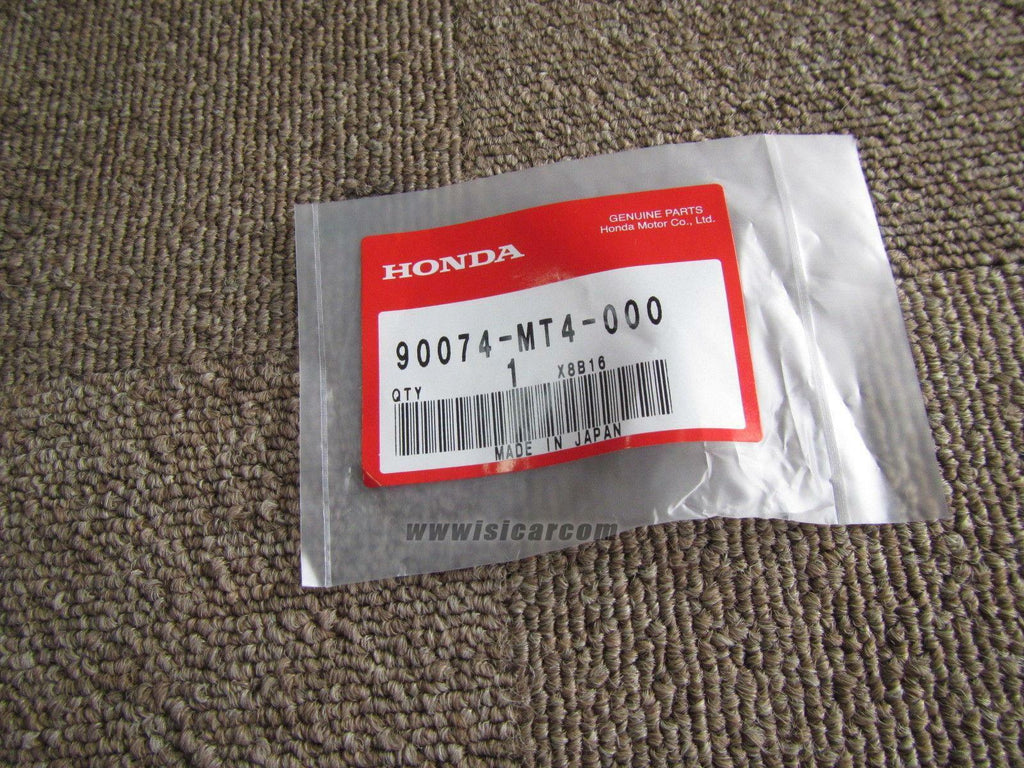 GENUINE PARTS
Honda Motor Co., Ltd.
HONDA
90074-MT4-000
QTY 1 X8B16
MADE IN JAPAN
wwwisicarcom